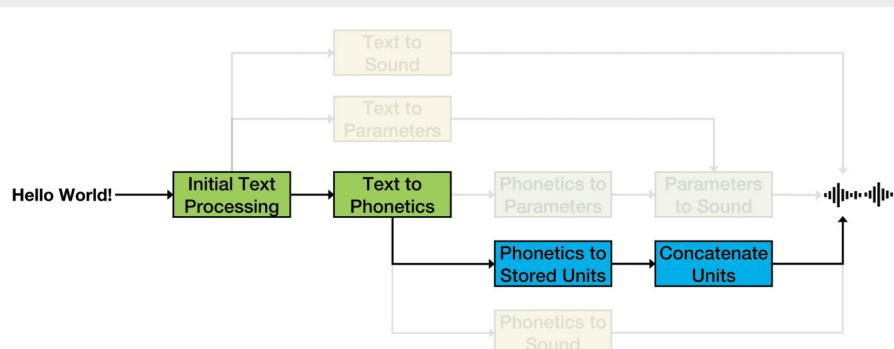 Text to
Sound
Text to
Parameters
Hello World!
Initial Text
Processing
Text to
Phonetics
Phonetics to
Parameters
Parameters
to Sound
Phonetics to
Stored Units
Concatenate
Units
Phonetics to
Sound